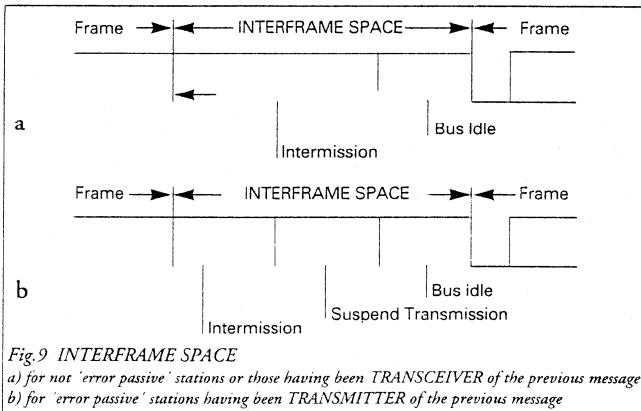 Frame INTERFRAME SPACE Frame
a
Bus Idle
Intermission
Frame INTERFRAME SPACE Frame
b
Bus idle
Suspend Transmission
Intermission
Fig.9 INTERFRAME SPACE
a) for not 'error passive' stations or those having been TRANSCEIVER of the previous message
b) for 'error passive' stations having been TRANSMITTER of the previous message